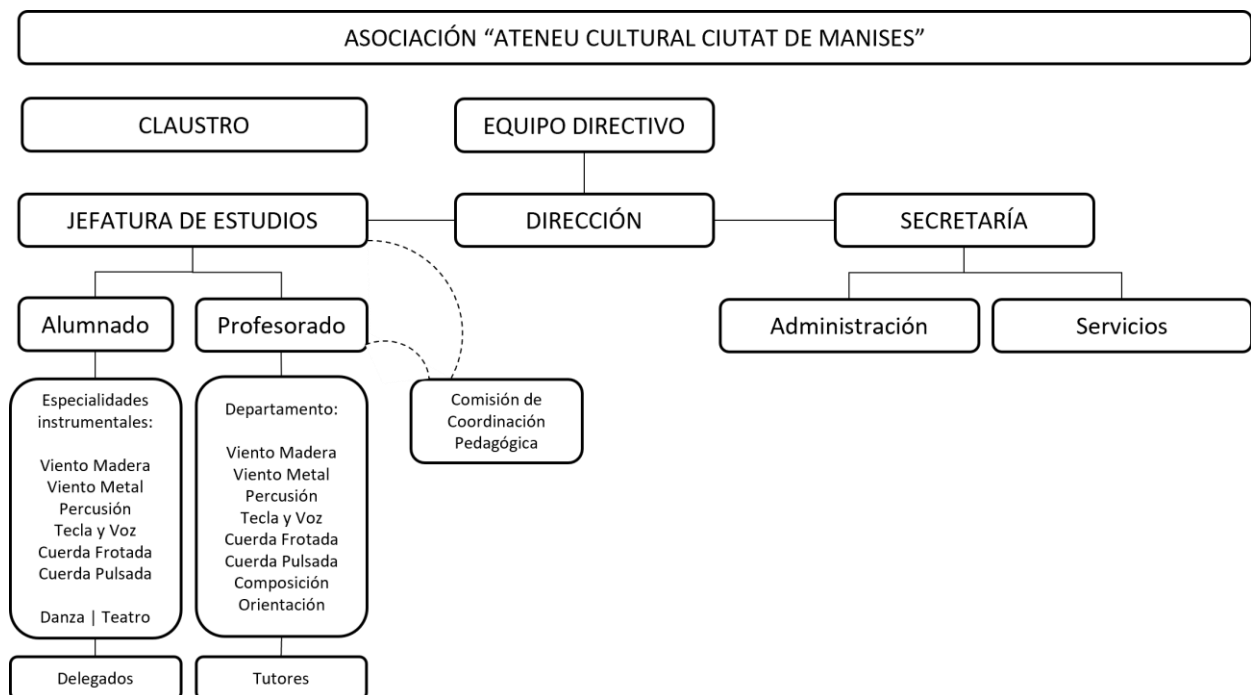 ASOCIACIÓN “ATENEU CULTURAL CIUTAT DE MANISES”
CLAUSTRO
EQUIPO DIRECTIVO
JEFATURA DE ESTUDIOS
DIRECCIÓN
SECRETARÍA
Alumnado
Profesorado
Administración
Servicios
Especialidades
instrumentales:
Viento Madera
Viento Metal
Percusión
Tecla y Voz
Cuerda Frotada
Cuerda Pulsada
Danza | Teatro
Departamento:
Viento Madera
Viento Metal
Percusión
Tecla y Voz
Cuerda Frotada
Cuerda Pulsada
Composición
Orientación
Comisión de
Coordinación
Pedagógica
Delegados
Tutores